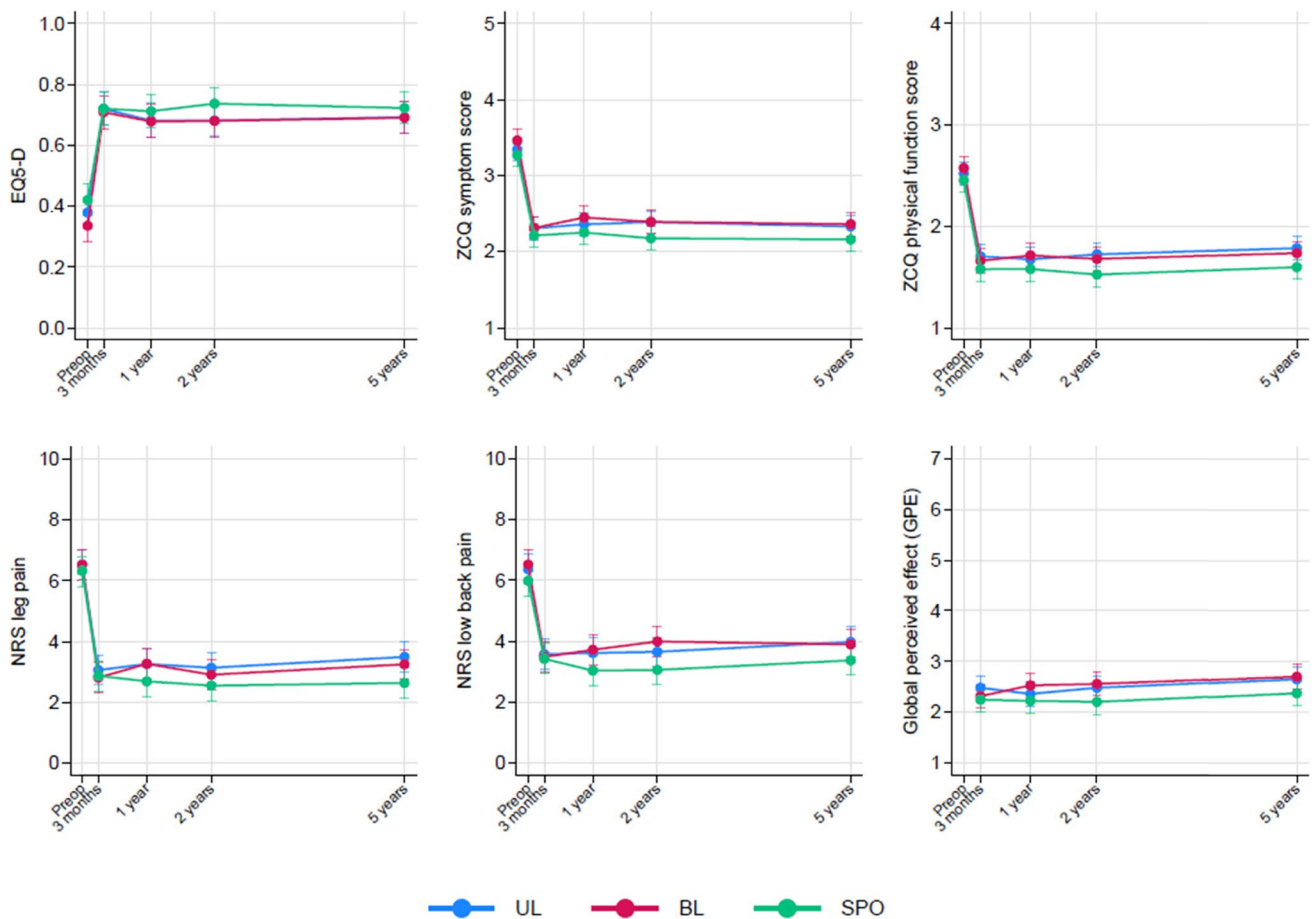 EQ5-D
1.0
0.8
0.6
0.4
0.2
0.0
Preop
3 months
1 year
2 years
5 years
ZCQ symptom score
5
4
3
2
1
Preop
3 months
1 year
2 years
5 years
ZCQ physical function score
4
3
2
1
Preop
3 months
1 year
2 years
5 years
NRS leg pain
10
8
6
4
2
0
Preop
3 months
1 year
2 years
5 years
NRS low back pain
10
8
6
4
2
0
Preop
3 months
1 year
2 years
5 years
Global perceived effect (GPE)
7
6
5
4
3
2
1
Preop
3 months
1 year
2 years
5 years
UL
BL
SPO